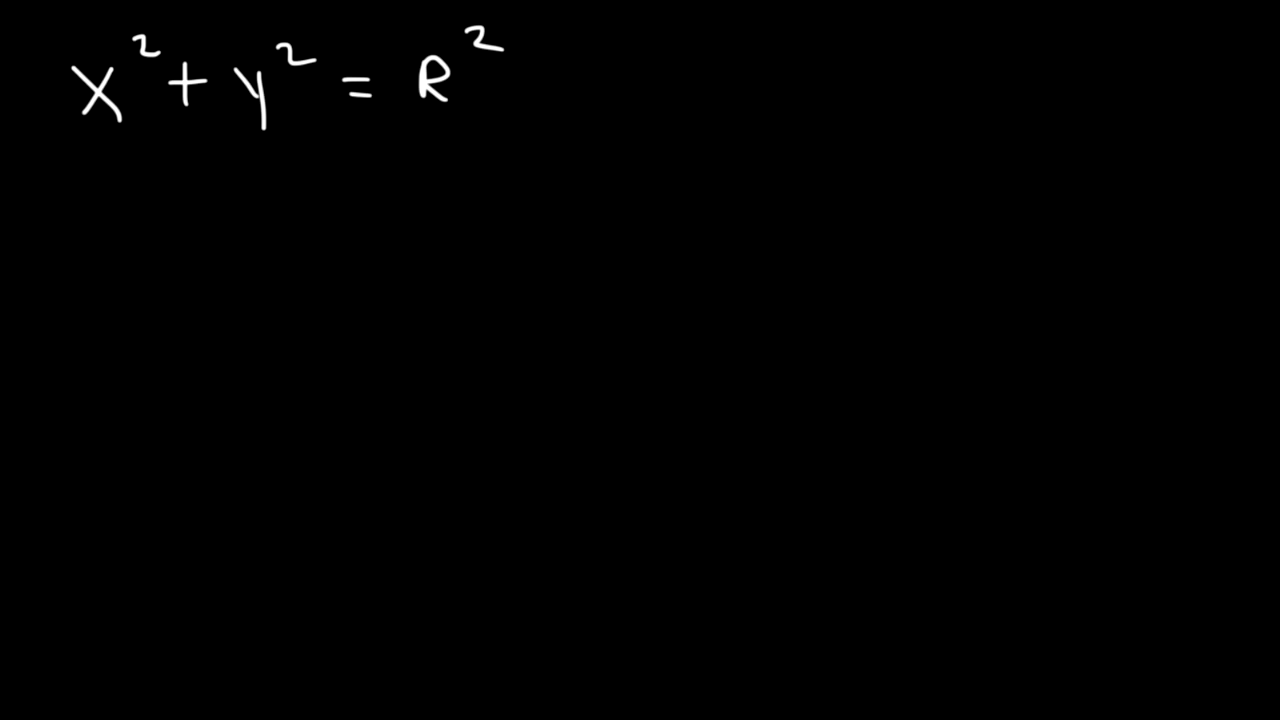 x² + y² = R²